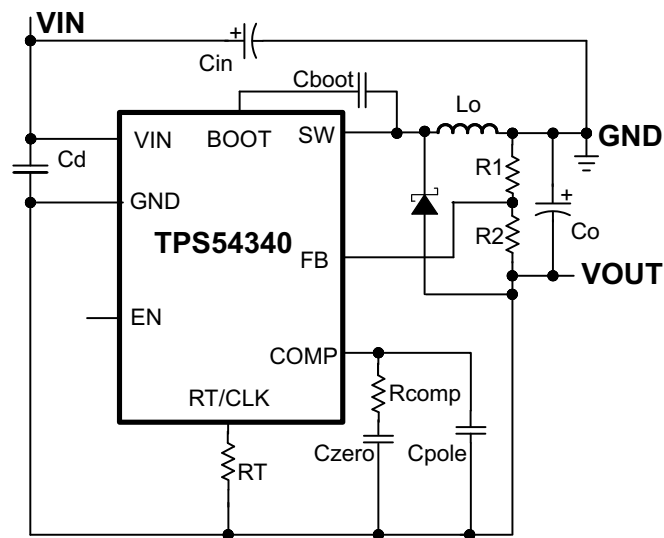 VIN
Cin
+
Cboot
Lo
VIN
BOOT
SW
GND
Cd
R1
GND
+
TPS54340
R2
Co
FB
VOUT
EN
COMP
RT/CLK
Rcomp
RT
Czero
Cpole